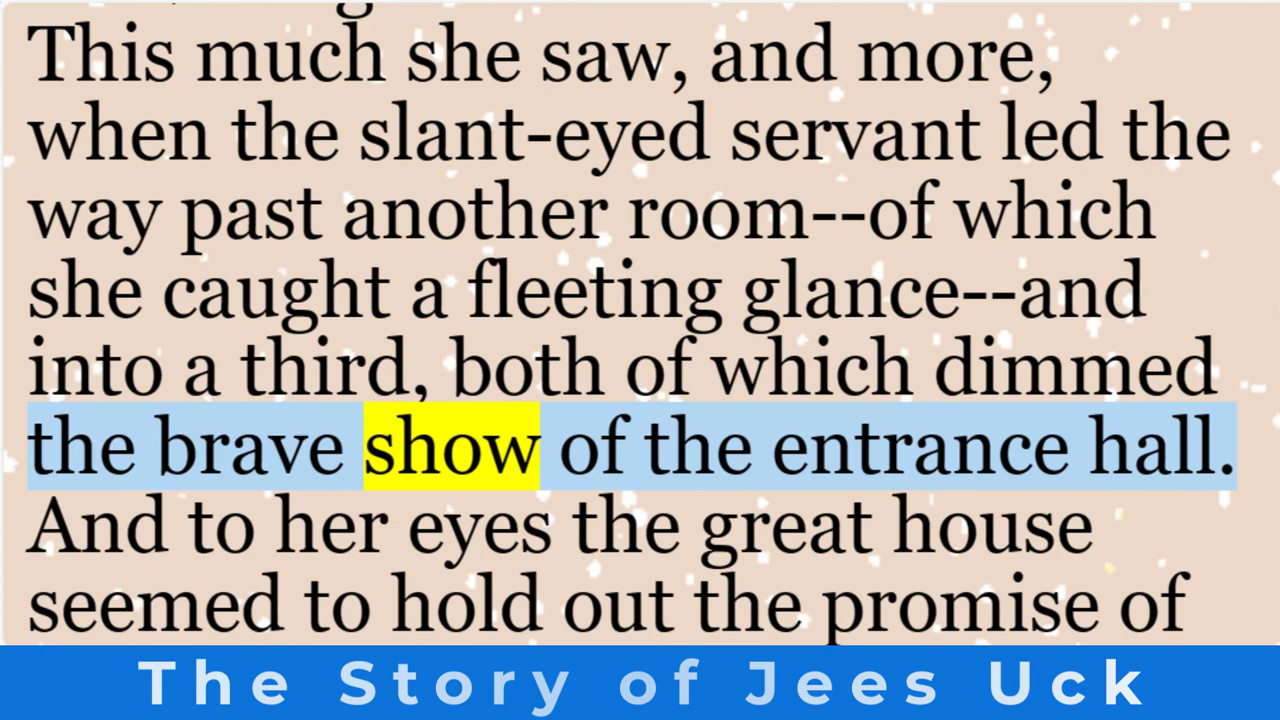 This much she saw, and more,
when the slant-eyed servant led the
way past another room--of which
she caught a fleeting glance--and
into a third, both of which dimmed
the brave show of the entrance hall.
And to her eyes the great house
seemed to hold out the promise of
The Story of Jees Uck